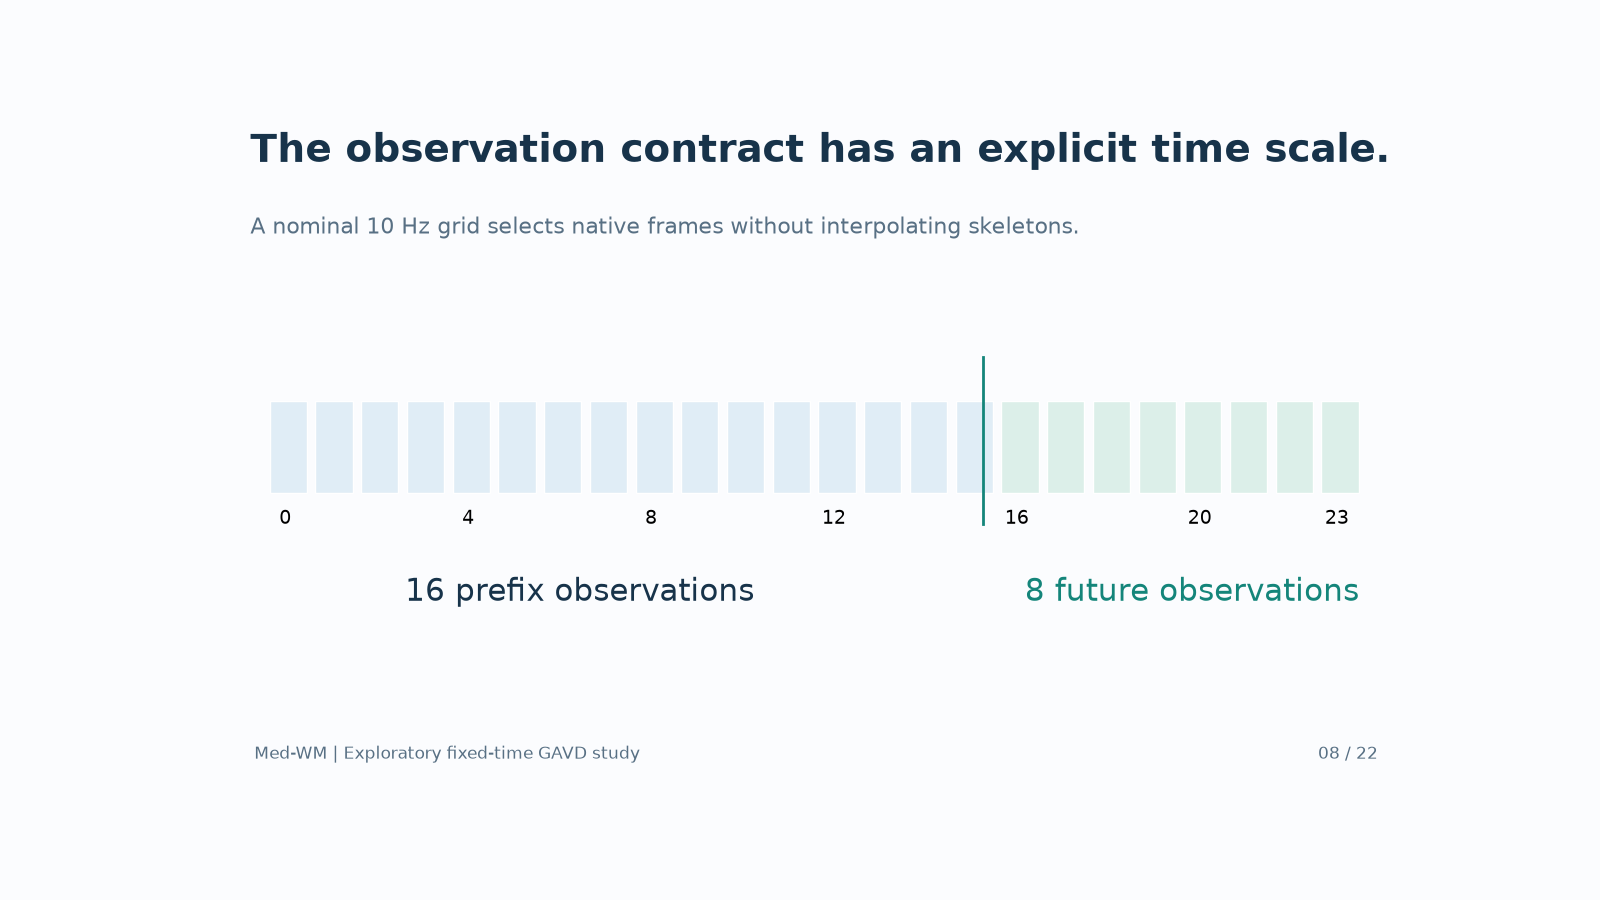 The observation contract has an explicit time scale.
A nominal 10 Hz grid selects native frames without interpolating skeletons.
0 4 8 12 16 20 23
16 prefix observations 8 future observations
Med-WM | Exploratory fixed-time GAVD study 08 / 22